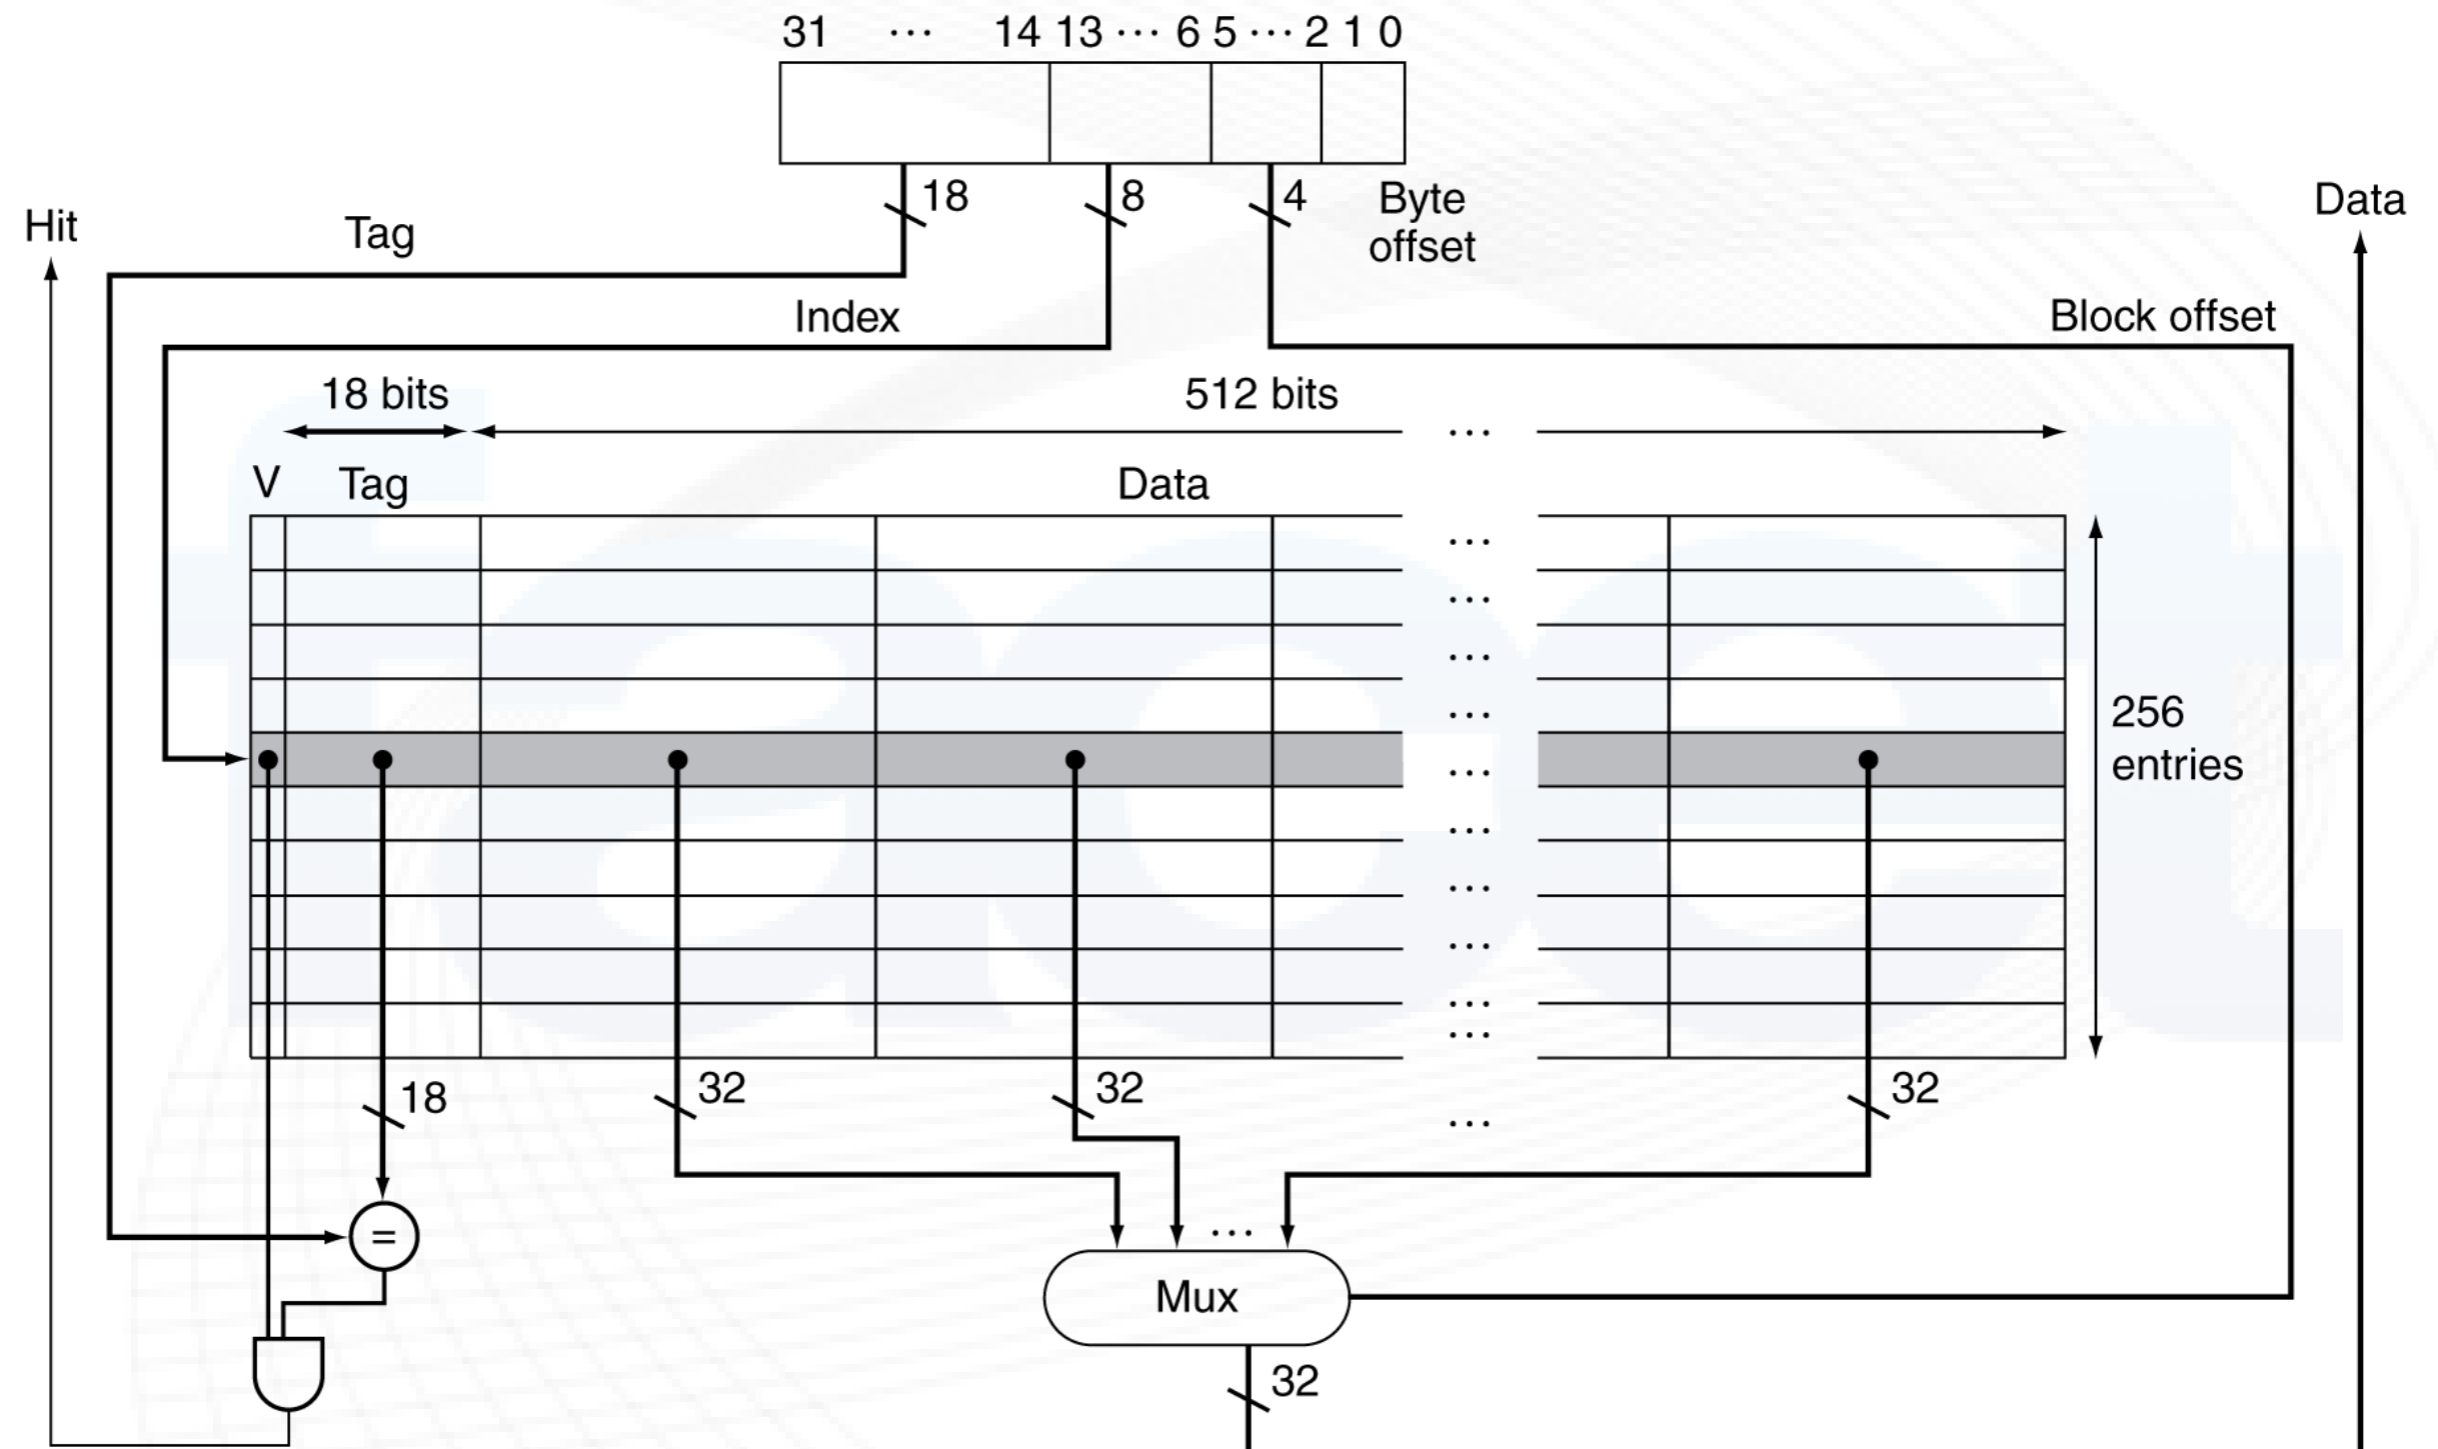 31 ... 14 13 ... 6 5 ... 2 1 0
18 8 4 Byte offset
Hit Tag Data
Index Block offset
18 bits 512 bits ...
V Tag Data
...
...
...
...
...
...
...
...
...
...
256
entries
18 32 32 ... 32
= ...
Mux
32